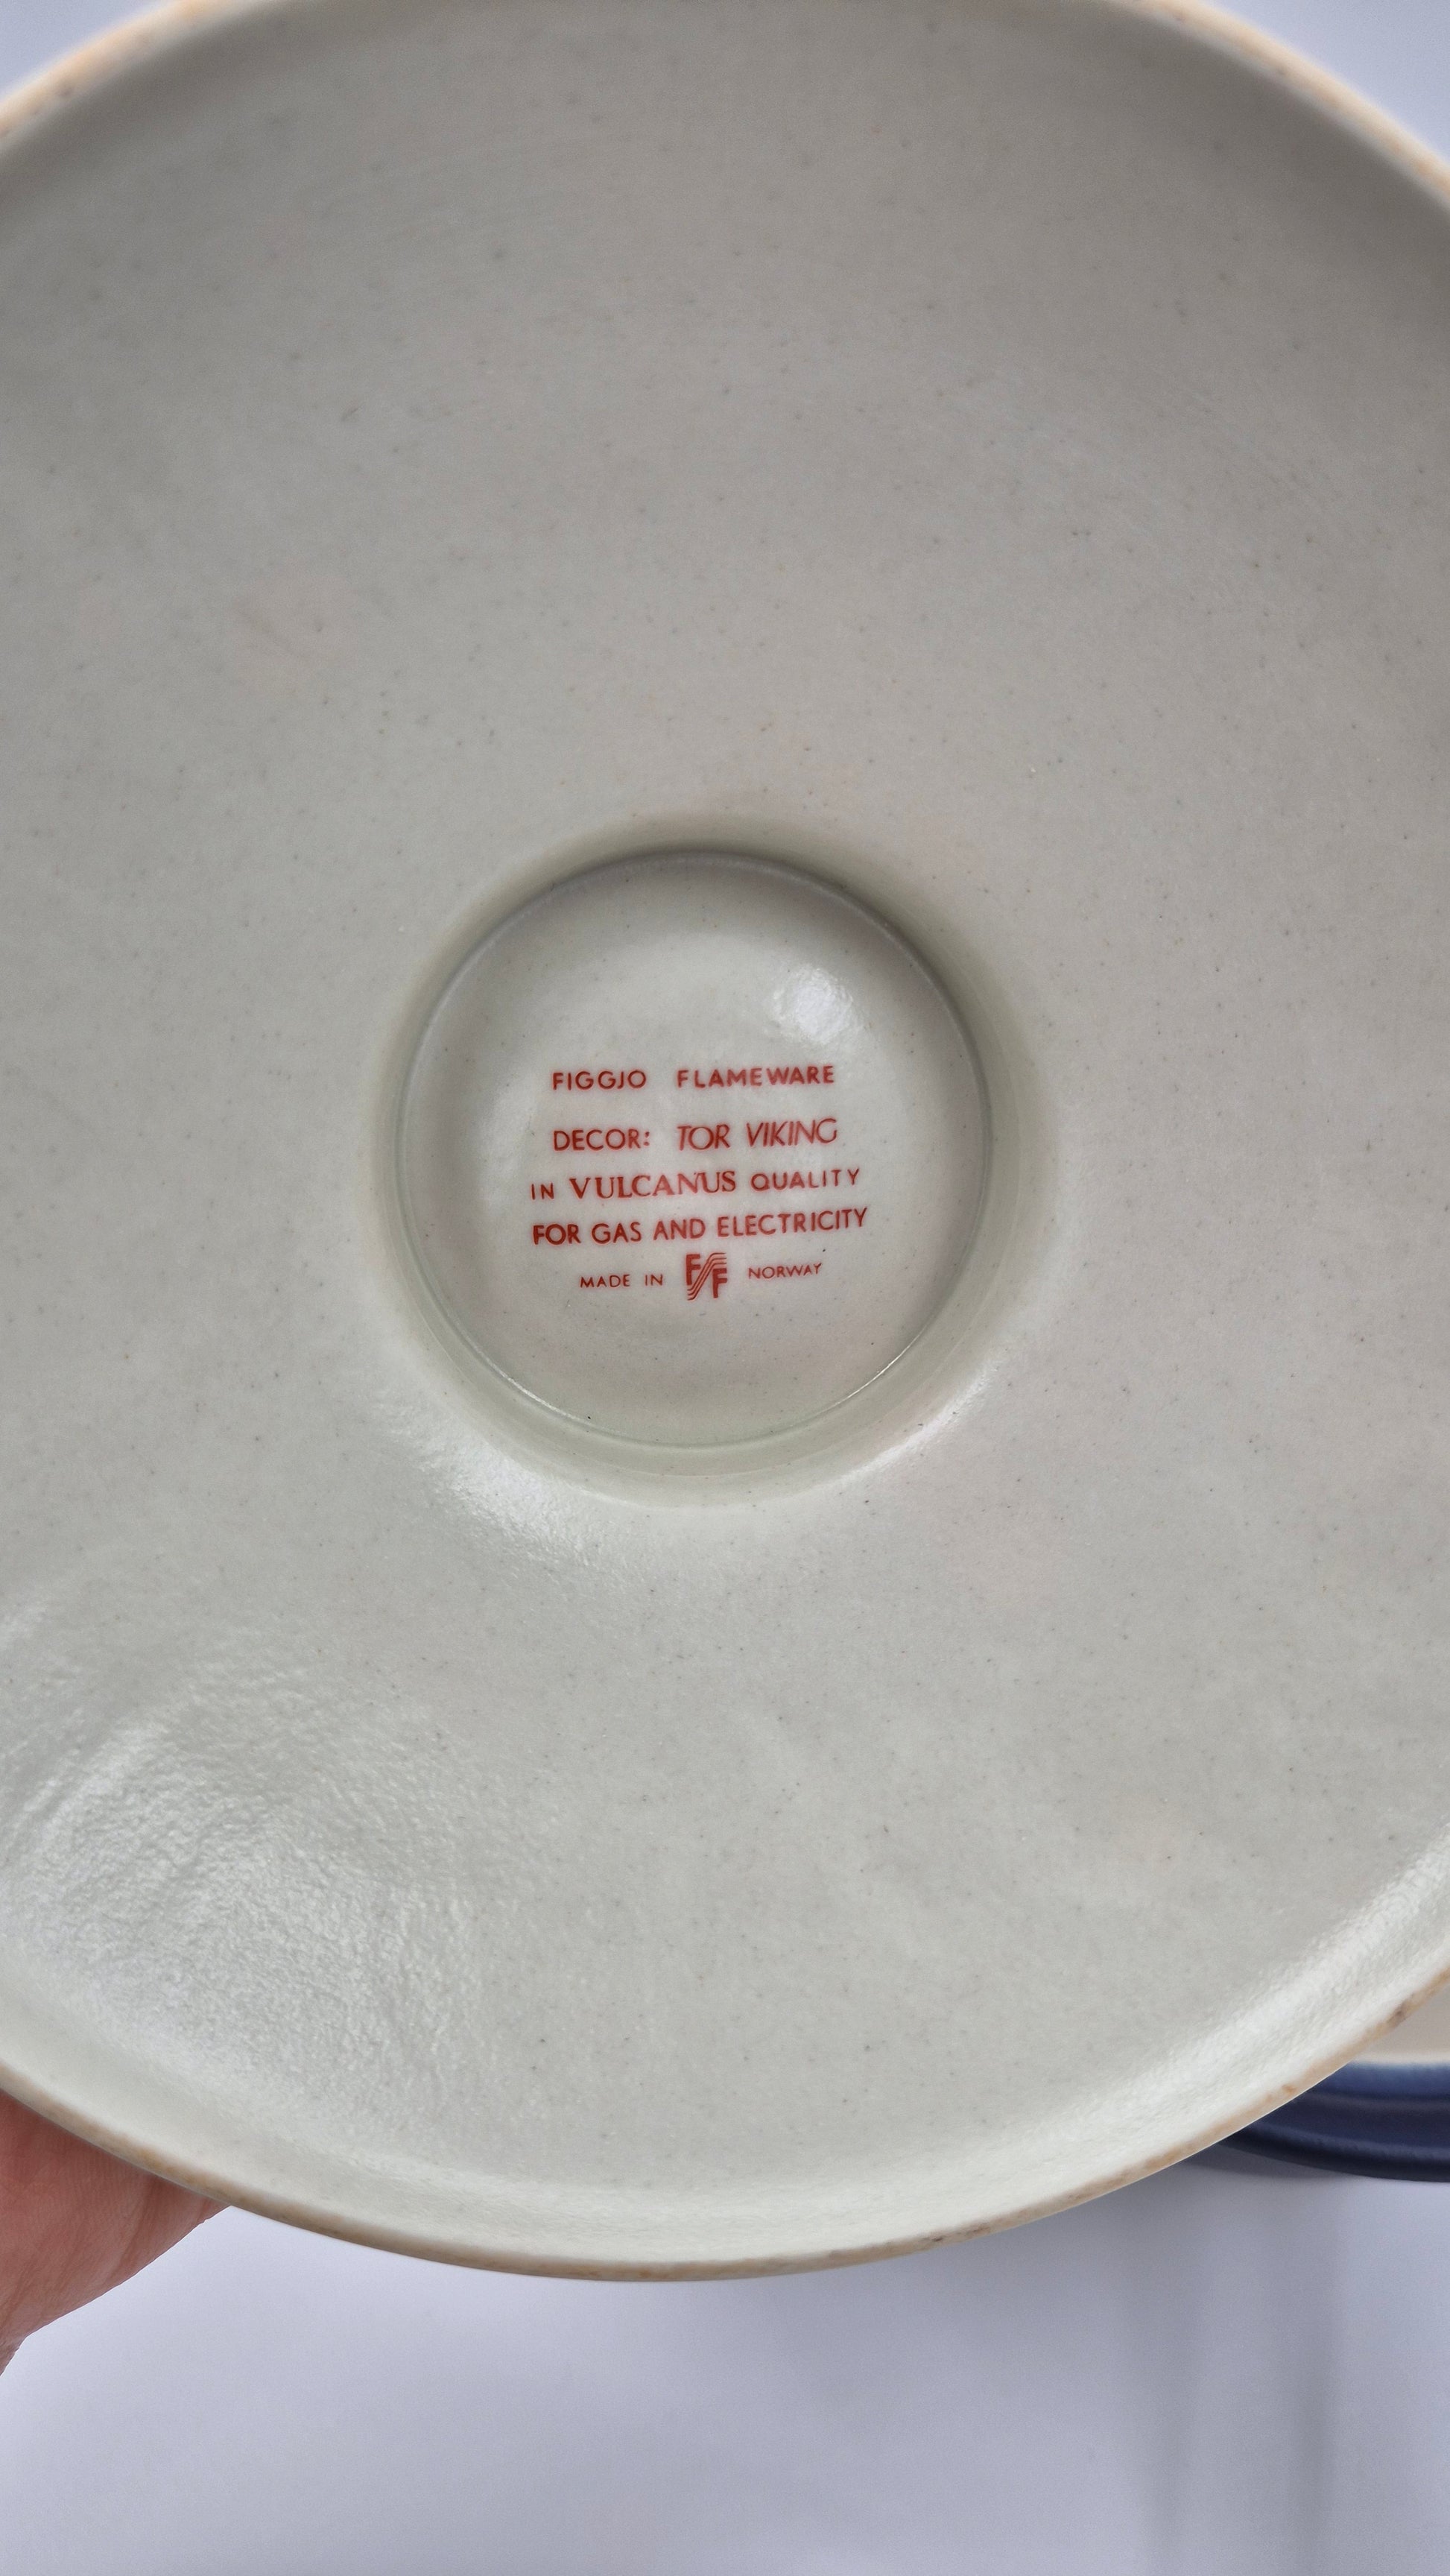 FIGGJO FLAMEWARE
DECOR: TOR VIKING
IN VULCANUS QUALITY
FOR GAS AND ELECTRICITY
MADE IN FF NORWAY